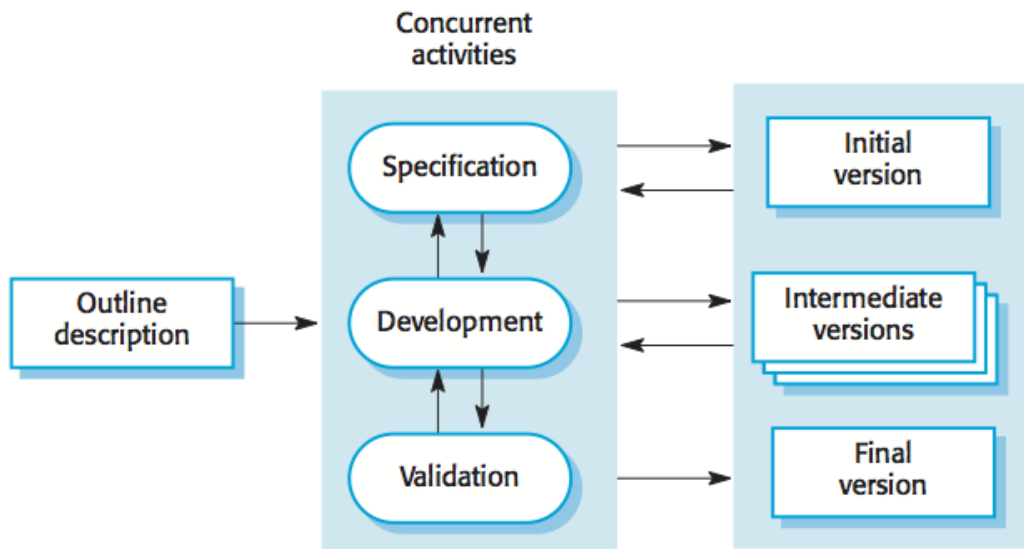 Concurrent
activities
Outline
description
Specification
Development
Validation
Initial
version
Intermediate
versions
Final
version